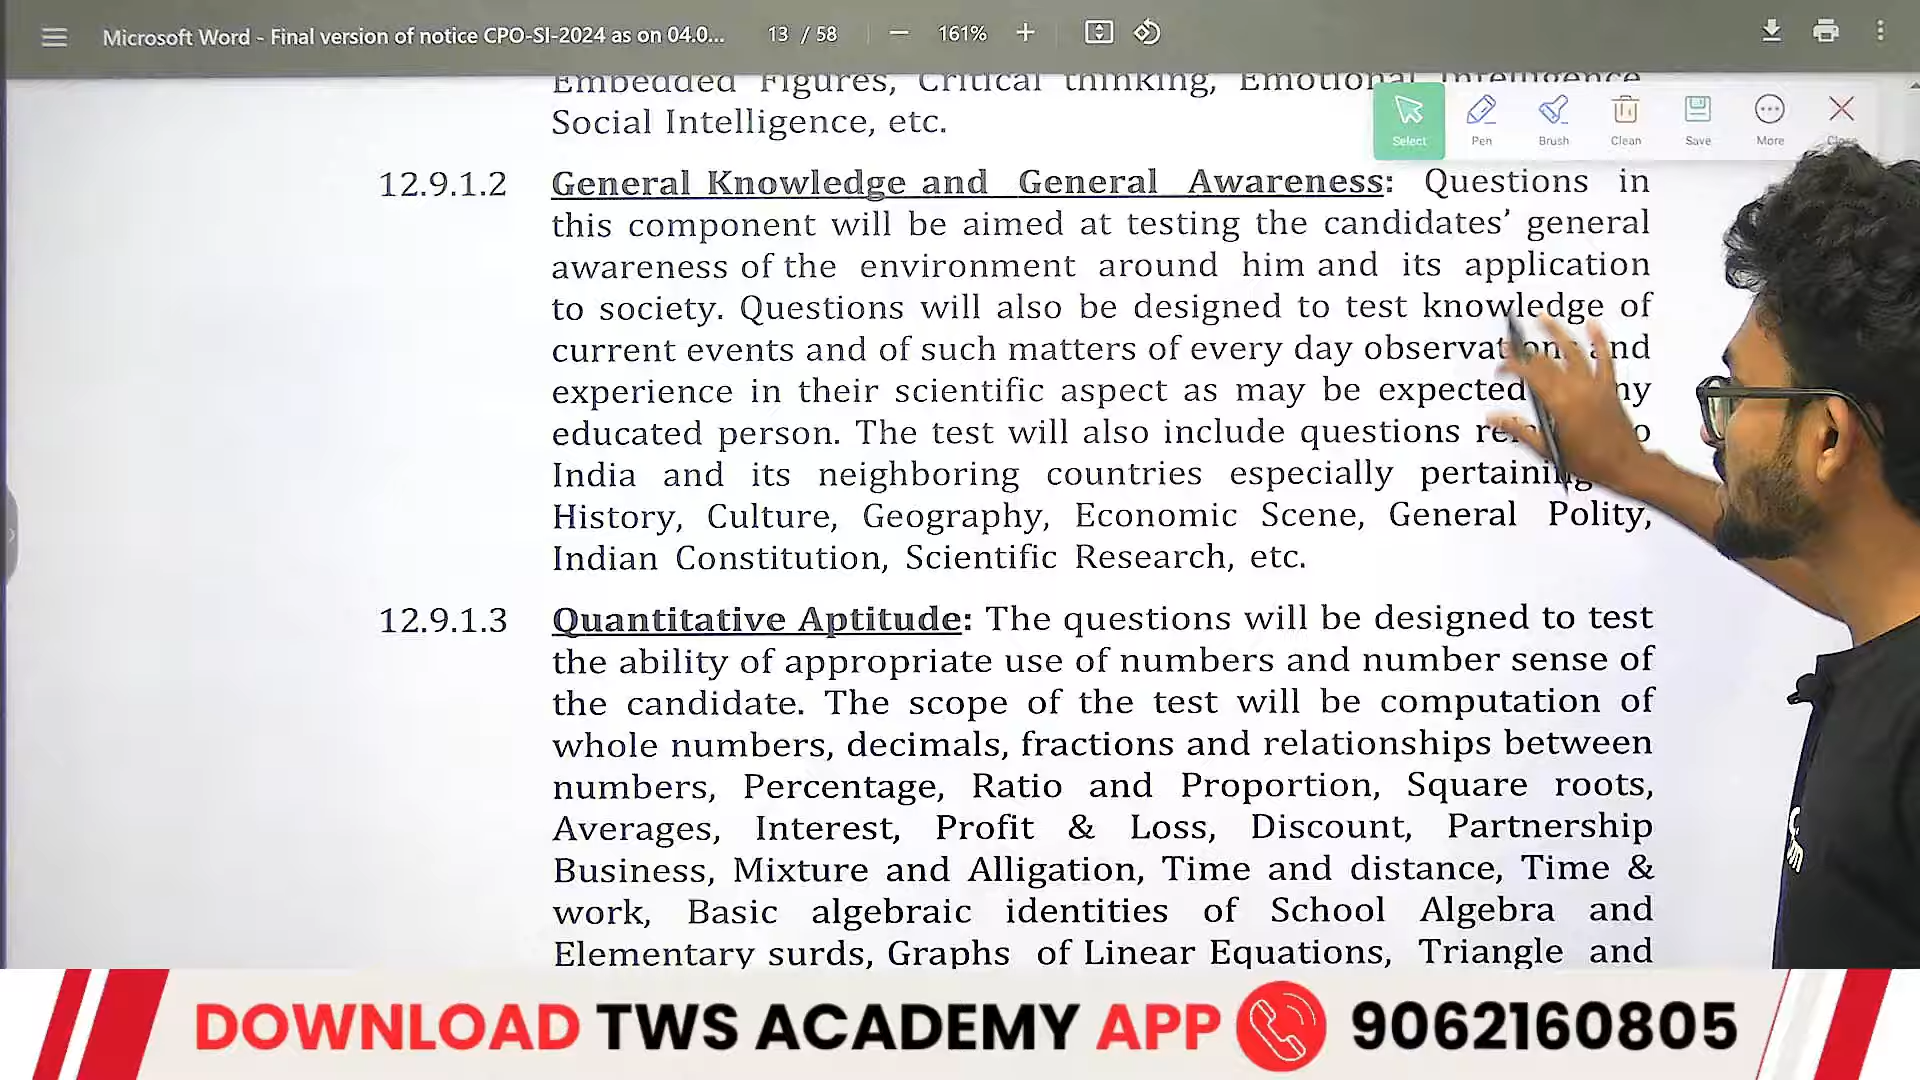 Microsoft Word - Final version of notice CPO-SI-2024 as on 04.0... 13 / 58 161%
Embedded Figures, Critical thinking, Emotional Intelligence
Social Intelligence, etc.
Select Pen Brush Clean Save More Close
12.9.1.2 General Knowledge and General Awareness: Questions in
this component will be aimed at testing the candidates’ general
awareness of the environment around him and its application
to society. Questions will also be designed to test knowledge of
current events and of such matters of every day and
experience in their scientific aspect as may be expected
educated person. The test will also include questions
India and its neighboring countries especially
History, Culture, Geography, Economic Scene, General Polity,
Indian Constitution, Scientific Research, etc.
12.9.1.3 Quantitative Aptitude: The questions will be designed to test
the ability of appropriate use of numbers and number sense of
the candidate. The scope of the test will be computation of
whole numbers, decimals, fractions and relationships between
numbers, Percentage, Ratio and Proportion, Square roots,
Averages, Interest, Profit & Loss, Discount, Partnership
Business, Mixture and Alligation, Time and distance, Time &
work, Basic algebraic identities of School Algebra and
Elementary surds, Graphs of Linear Equations, Triangle and
DOWNLOAD TWS ACADEMY APP 9062160805